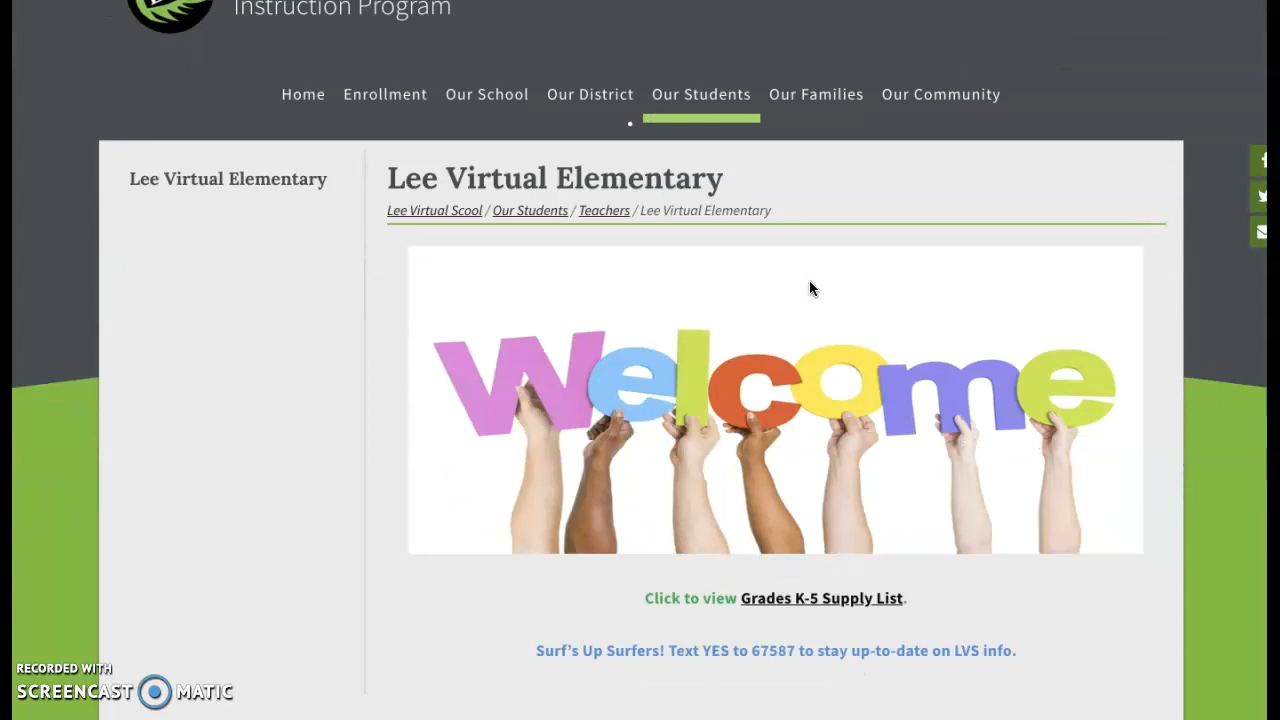 Instruction Program
Home Enrollment Our School Our District Our Students Our Families Our Community
Lee Virtual Elementary
Lee Virtual Elementary
Lee Virtual Scool / Our Students / Teachers / Lee Virtual Elementary
Welcome
Click to view Grades K-5 Supply List.
Surf's Up Surfers! Text YES to 67587 to stay up-to-date on LVS info.
RECORDED WITH
SCREENCAST MATIC